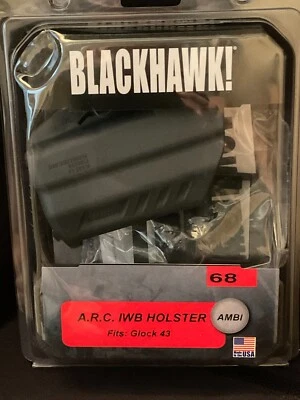 BLACKHAWK!
68
A.R.C. IWB HOLSTER
AMBI
Fits: Glock 43
USA